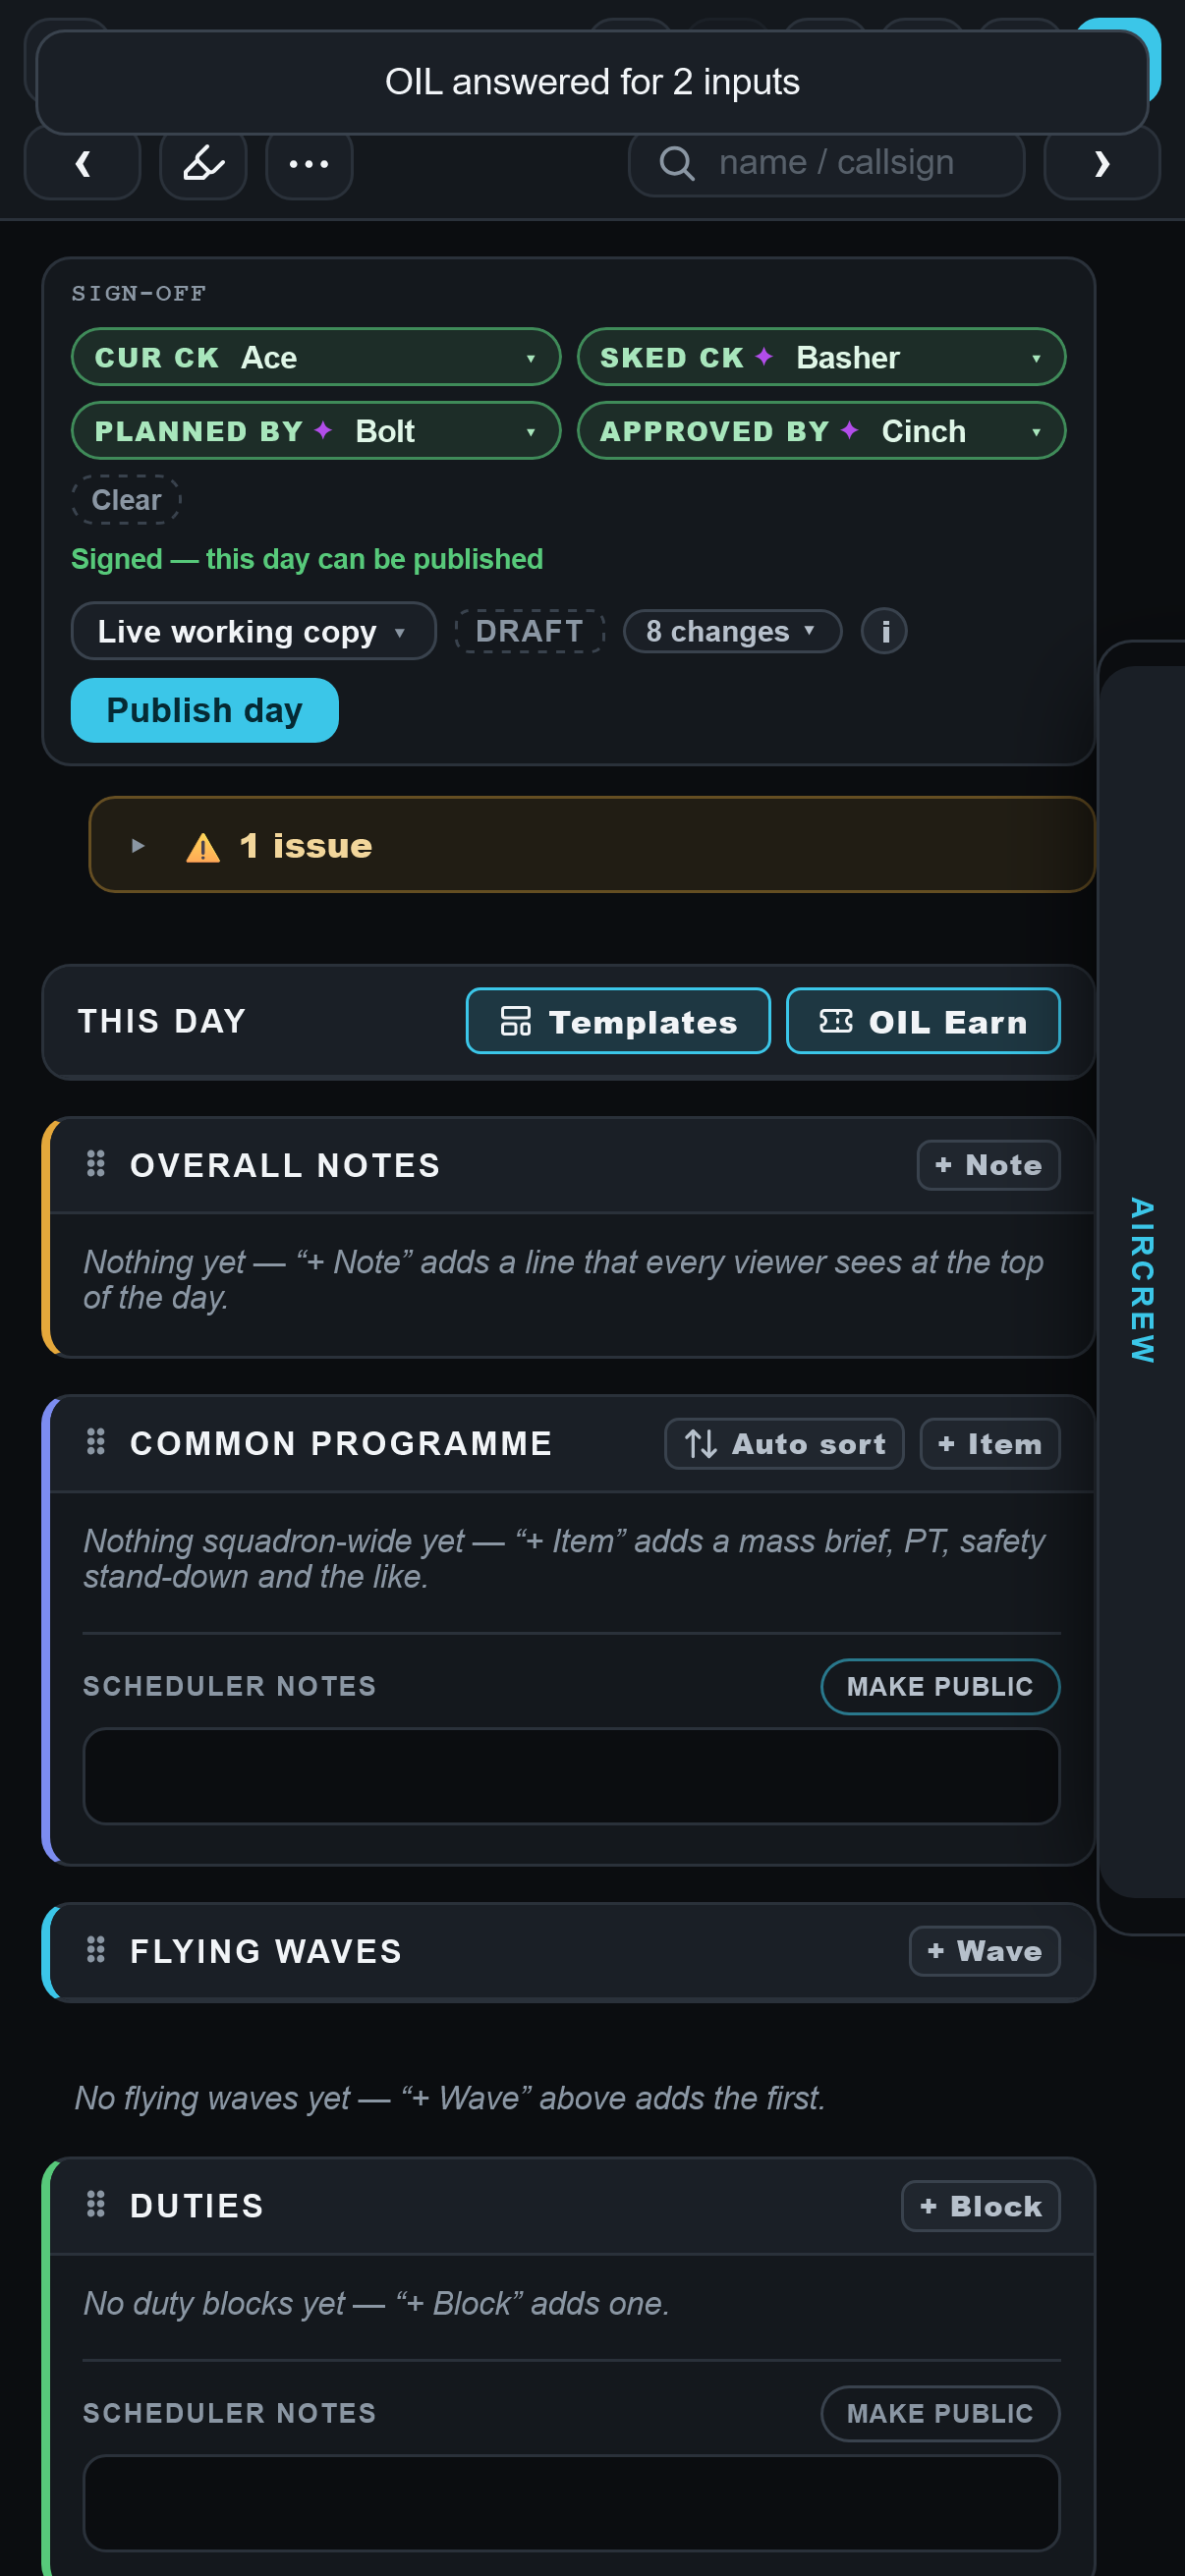 OIL answered for 2 inputs
name / callsign
SIGN-OFF
CUR CK Ace
SKED CK Basher
PLANNED BY Bolt
APPROVED BY Cinch
Clear
Signed — this day can be published
Live working copy
DRAFT
8 changes
i
Publish day
1 issue
THIS DAY
Templates
OIL Earn
OVERALL NOTES
+ Note
Nothing yet — “+ Note” adds a line that every viewer sees at the top
of the day.
AIRCREW
COMMON PROGRAMME
Auto sort
+ Item
Nothing squadron-wide yet — “+ Item” adds a mass brief, PT, safety
stand-down and the like.
SCHEDULER NOTES
MAKE PUBLIC
FLYING WAVES
+ Wave
No flying waves yet — “+ Wave” above adds the first.
DUTIES
+ Block
No duty blocks yet — “+ Block” adds one.
SCHEDULER NOTES
MAKE PUBLIC